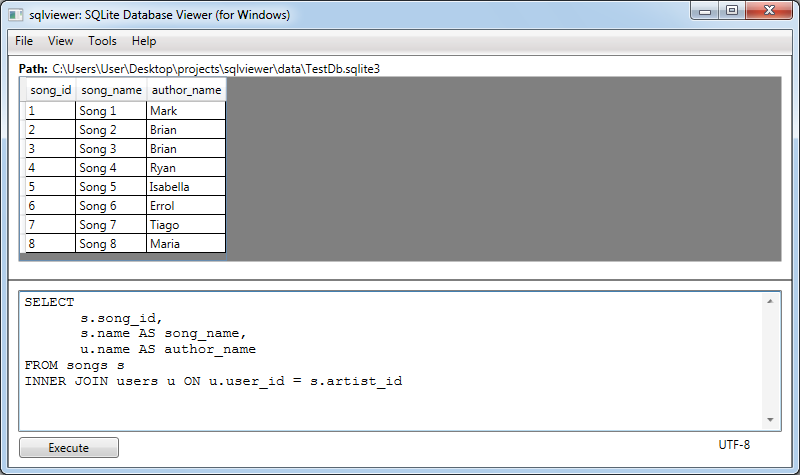 sqlviewer: SQLite Database Viewer (for Windows)
File View Tools Help
Path: C:\Users\User\Desktop\projects\sqlviewer\data\TestDb.sqlite3
song_id song_name author_name
1 Song 1 Mark
2 Song 2 Brian
3 Song 3 Brian
4 Song 4 Ryan
5 Song 5 Isabella
6 Song 6 Errol
7 Song 7 Tiago
8 Song 8 Maria
SELECT
s.song_id,
s.name AS song_name,
u.name AS author_name
FROM songs s
INNER JOIN users u ON u.user_id = s.artist_id
Execute
UTF-8